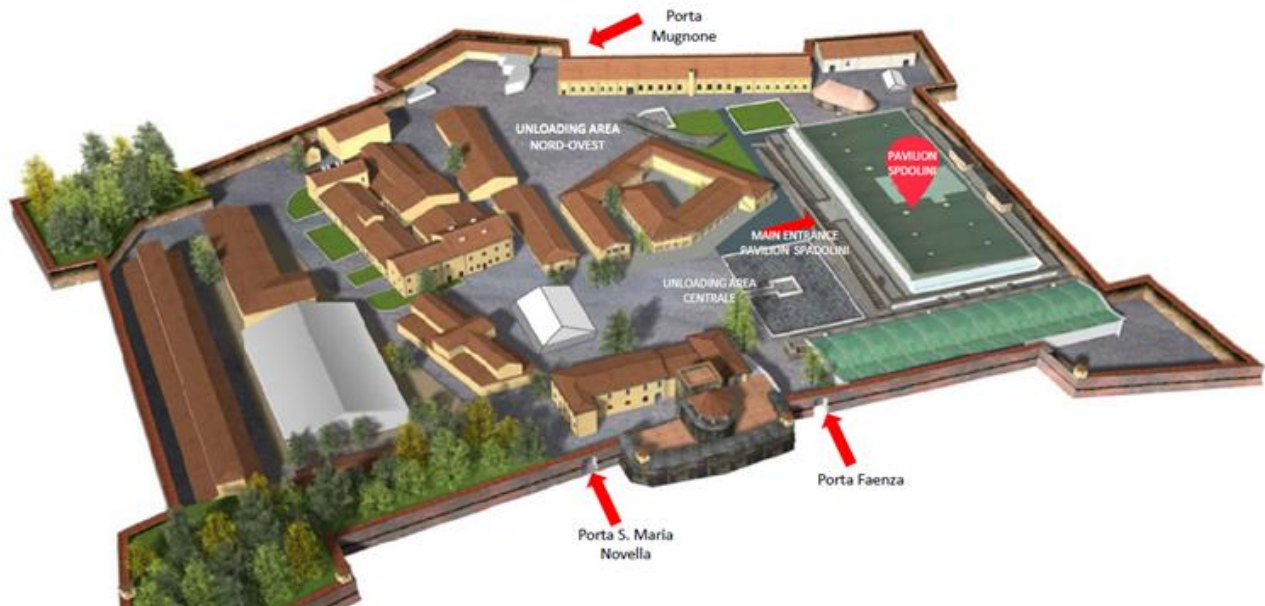 Porta
Mugnone
UNLOADING AREA
NORD-OVEST
PAVILION
SPDOLINI
MAIN ENTRANCE
PAVILION SPADOLINI
UNLOADING AREA
CENTRALE
Porta Faenza
Porta S. Maria
Novella